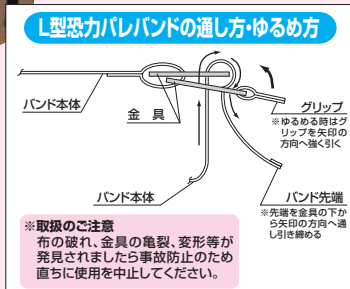 L型恐力パレバンドの通し方・ゆるめ方
バンド本体
金 具
グリップ
※ゆるめる時はグ
リップを矢印の
方向へ強く引く
バンド本体
バンド先端
※先端を金具の下か
ら矢印の方向へ通
し引き締める
※取扱のご注意
布の破れ、金具の亀裂、変形等が
発見されましたら事故防止のため
直ちに使用を中止してください。